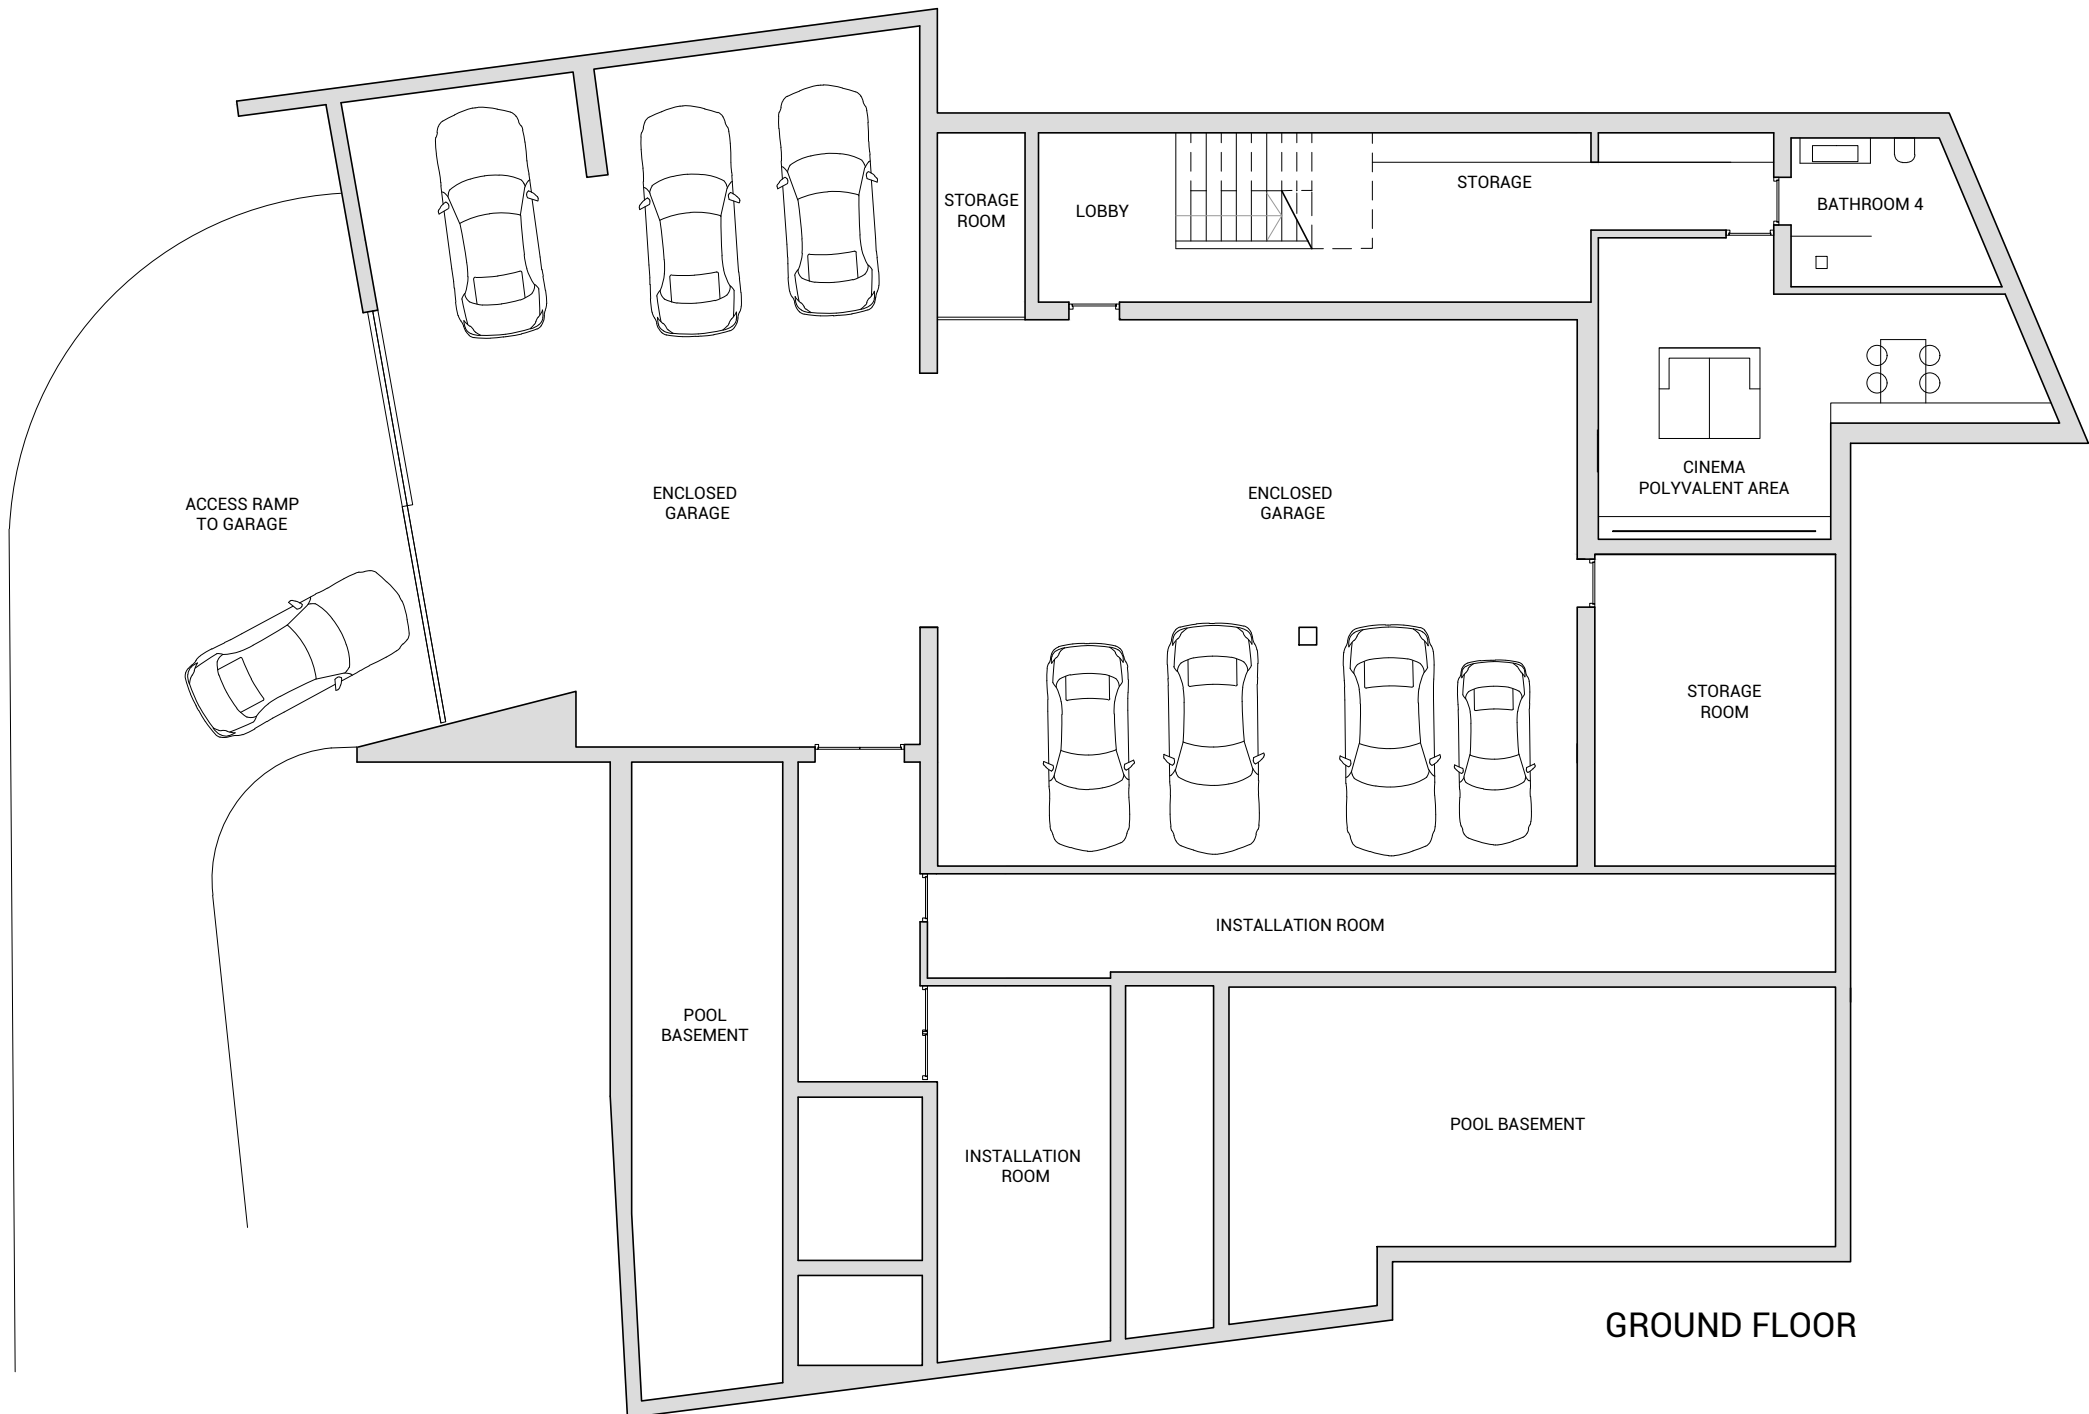 STORAGE
ROOM
LOBBY
STORAGE
BATHROOM 4
CINEMA
POLYVALENT AREA
ACCESS RAMP
TO GARAGE
ENCLOSED
GARAGE
ENCLOSED
GARAGE
STORAGE
ROOM
INSTALLATION ROOM
POOL
BASEMENT
INSTALLATION
ROOM
POOL BASEMENT
GROUND FLOOR